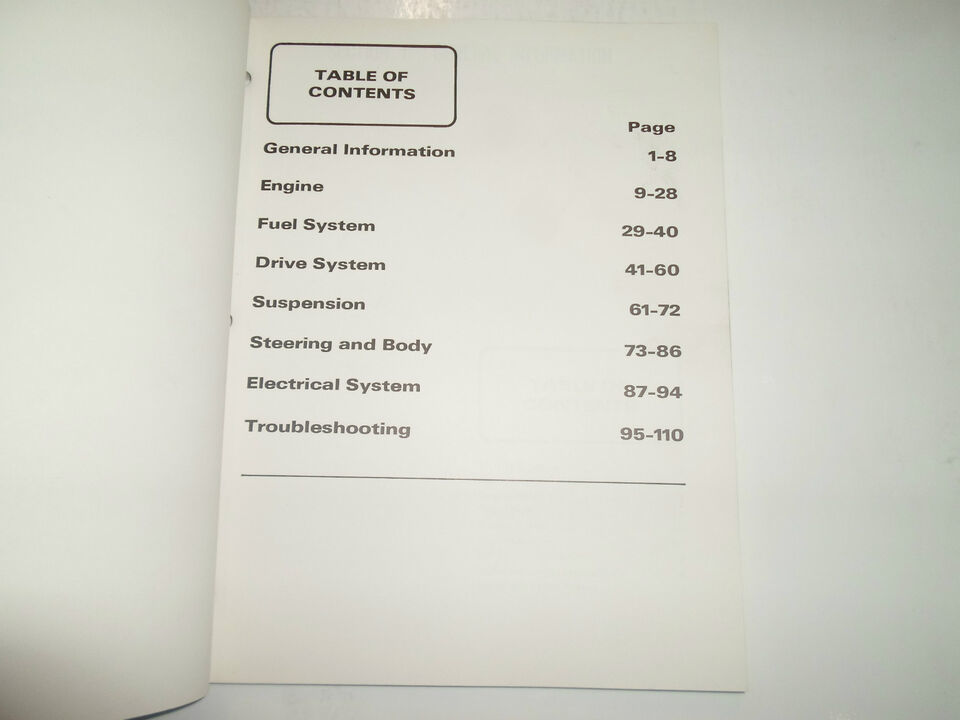 TABLE OF
CONTENTS
Page
General Information 1-8
Engine 9-28
Fuel System 29-40
Drive System 41-60
Suspension 61-72
Steering and Body 73-86
Electrical System 87-94
Troubleshooting 95-110